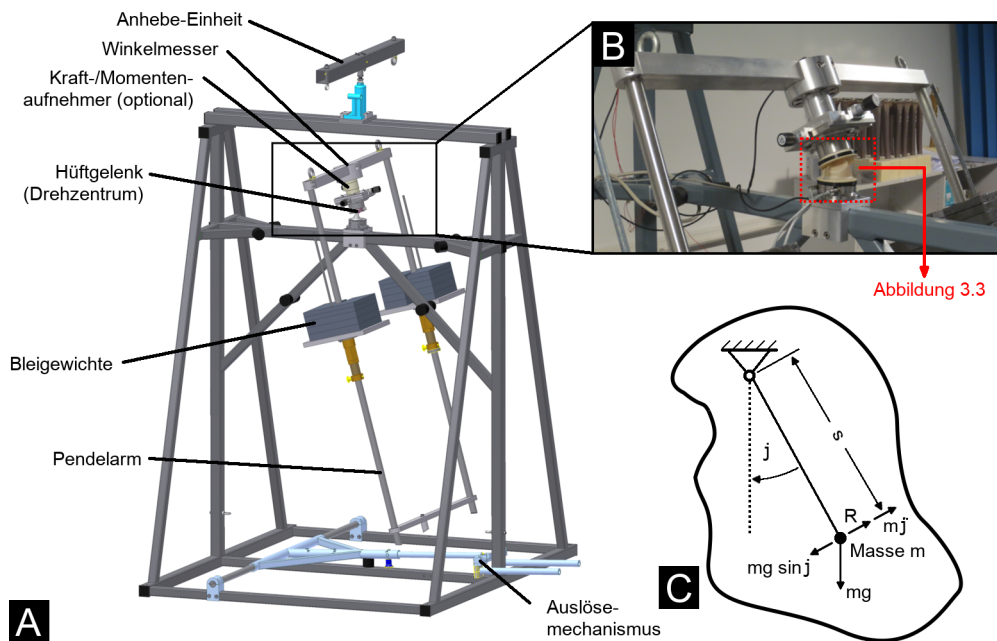 Anhebe-Einheit
Winkelmesser
Kraft-/Momenten-
aufnehmer (optional)
Hüftgelenk
(Drehzentrum)
Bleigewichte
Pendelarm
Auslöse-
mechanismus
A
B
Abbildung 3.3
s
j
R
mj̈
Masse m
mg sinj
mg
C